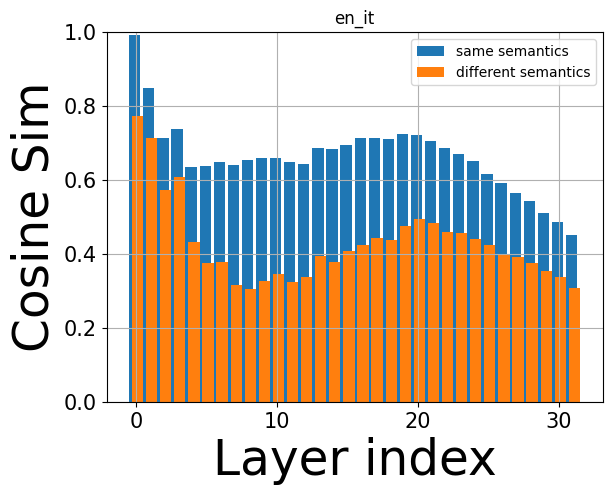 en_it
same semantics
different semantics
Cosine Sim
1.0
0.8
0.6
0.4
0.2
0.0
0 10 20 30
Layer index